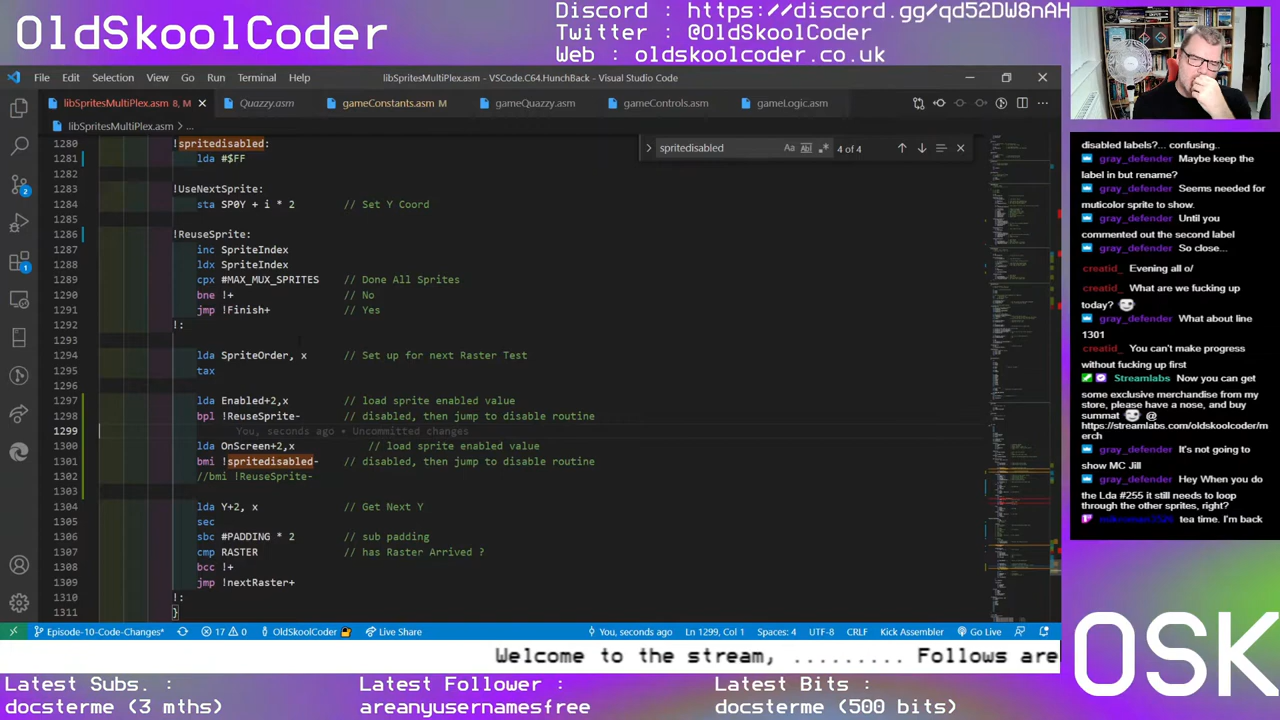 OldSkoolCoder
Discord : https://discord.gg/qd52DW8nAH
Twitter : @OldSkoolCoder
Web : oldskoolcoder.co.uk
File Edit Selection View Go Run Terminal Help
libSpritesMultiPlex.asm - VSCode.C64.HunchBack - Visual Studio Code
libSpritesMultiPlex.asm 8, M
Quazzy.asm
gameConstants.asm M
gameQuazzy.asm
gameControls.asm
gameLogic.asm
libSpritesMultiPlex.asm > ...
spritedisabled
Aa
4 of 4
1280 !spritedisabled:
1281 lda #$FF
1282
1283 !UseNextSprite:
1284 sta SP0Y + i * 2 // Set Y Coord
1285
1286 !ReuseSprite:
1287 inc SpriteIndex
1288 ldx SpriteIndex
1289 cpx #MAX_MUX_SPRITES // Done All Sprites
1290 bne !+ // No
1291 jmp !finish+ // Yes
1292 !:
1293
1294 lda SpriteOrder,x // Set up for next Raster Test
1295 tax
1296
1297 lda Enabled+2,x // load sprite enabled value
1298 bpl !ReuseSprite- // disabled, then jump to disable routine
1299 You, seconds ago • Uncommitted changes
1300 lda OnScreen+2,x // load sprite enabled value
1301 bmi !spritedisabled- // disabled, then jump to disable routine
1302 //bmi !ReuseSprite-
1303
1304 lda Y+2, x // Get Next Y
1305 sec
1306 sbc #PADDING * 2 // sub padding
1307 cmp RASTER // has Raster Arrived ?
1308 bcc !+
1309 jmp !nextRaster+
1310 !:
1311 }
2
1
Episode-10-Code-Changes*
17 0
OldSkoolCoder
Live Share
You, seconds ago
Ln 1299, Col 1
Spaces: 4
UTF-8
CRLF
Kick Assembler
Go Live
disabled labels?... confusing..
gray_defender Maybe keep the
label in but rename?
gray_defender Seems needed for
muticolor sprite to show.
gray_defender Until you
commented out the second label
gray_defender So close...
creatid_ Evening all o/
creatid_ What are we fucking up
today?
gray_defender What about line
1301
creatid_ You can't make progress
without fucking up first
Streamlabs Now you can get
some exclusive merchandise from my
store, please have a nose, and buy
summat @
https://streamlabs.com/oldskoolcoder/m
erch
gray_defender It's not going to
show MC Jill
gray_defender Hey When you do
the Lda #255 it still needs to loop
through the other sprites, right?
tea time. I'm back
OSK
Welcome to the stream, ......... Follows are
Latest Subs. :
docsterme (3 mths)
Latest Follower :
areanyusernamesfree
Latest Bits :
docsterme (500 bits)